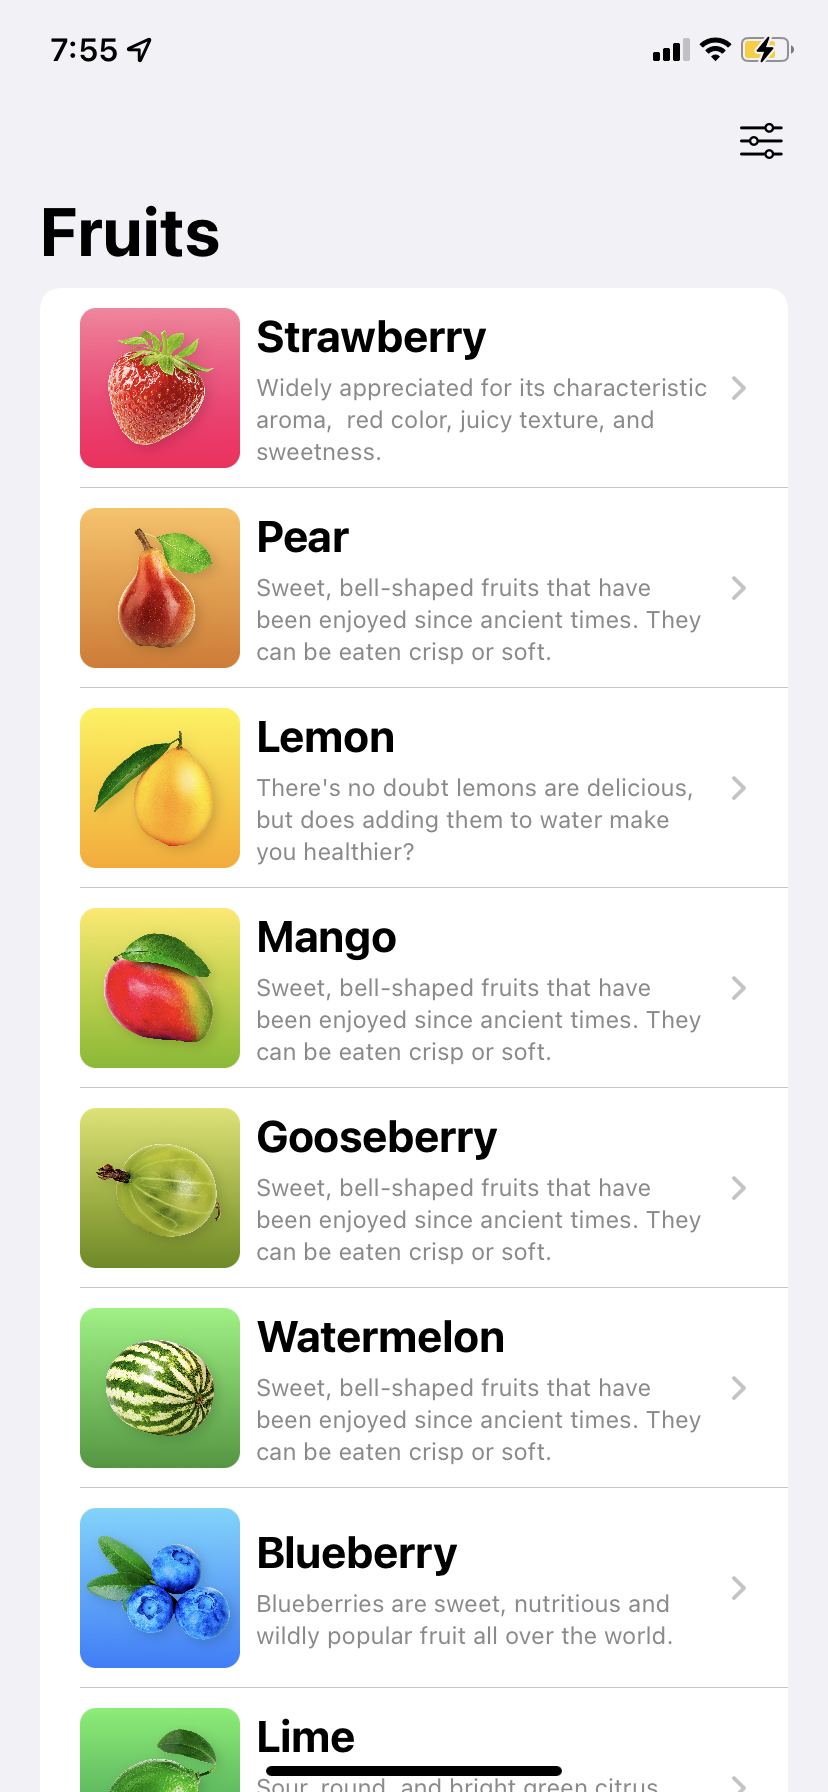 7:55
Fruits
Strawberry
Widely appreciated for its characteristic
aroma,  red color, juicy texture, and
sweetness.
Pear
Sweet, bell-shaped fruits that have
been enjoyed since ancient times. They
can be eaten crisp or soft.
Lemon
There's no doubt lemons are delicious,
but does adding them to water make
you healthier?
Mango
Sweet, bell-shaped fruits that have
been enjoyed since ancient times. They
can be eaten crisp or soft.
Gooseberry
Sweet, bell-shaped fruits that have
been enjoyed since ancient times. They
can be eaten crisp or soft.
Watermelon
Sweet, bell-shaped fruits that have
been enjoyed since ancient times. They
can be eaten crisp or soft.
Blueberry
Blueberries are sweet, nutritious and
wildly popular fruit all over the world.
Lime
Sour, round, and bright green citrus